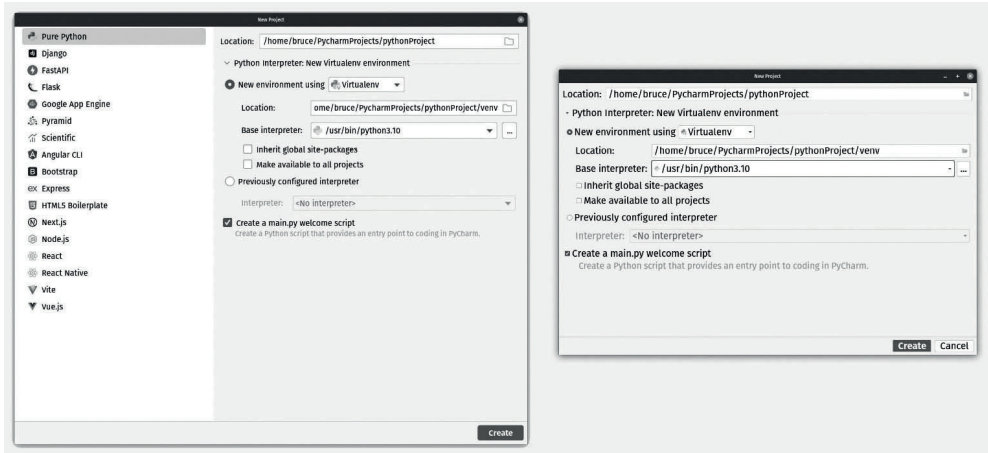 New Project
Pure Python
Django
FastAPI
Flask
Google App Engine
Pyramid
Scientific
Angular CLI
Bootstrap
ex Express
HTML5 Boilerplate
Next.js
Node.js
React
React Native
Vite
Vue.js
Location: /home/bruce/PycharmProjects/pythonProject
Python Interpreter: New Virtualenv environment
New environment using Virtualenv
Location: ome/bruce/PycharmProjects/pythonProject/venv
Base interpreter: /usr/bin/python3.10 ...
Inherit global site-packages
Make available to all projects
Previously configured interpreter
Interpreter: <No interpreter>
Create a main.py welcome script
Create a Python script that provides an entry point to coding in PyCharm.
Create
New Project
Location: /home/bruce/PycharmProjects/pythonProject
Python Interpreter: New Virtualenv environment
New environment using Virtualenv
Location: /home/bruce/PycharmProjects/pythonProject/venv
Base interpreter: /usr/bin/python3.10 ...
Inherit global site-packages
Make available to all projects
Previously configured interpreter
Interpreter: <No interpreter>
Create a main.py welcome script
Create a Python script that provides an entry point to coding in PyCharm.
Create Cancel